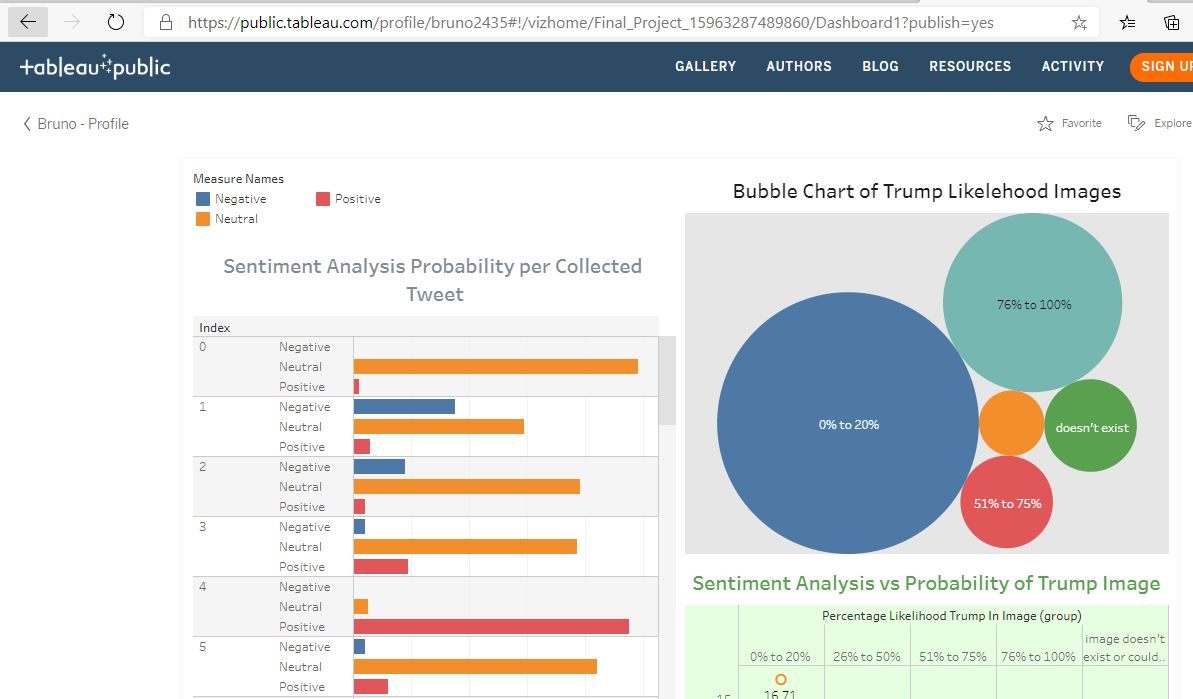 https://public.tableau.com/profile/bruno2435#!/vizhome/Final_Project_15963287489860/Dashboard1?publish=yes
+ableau public GALLERY AUTHORS BLOG RESOURCES ACTIVITY SIGN UP
Bruno - Profile
Favorite Explore
Measure Names
Negative Positive
Neutral
Sentiment Analysis Probability per Collected
Tweet
Index
0 Negative
Neutral
Positive
1 Negative
Neutral
Positive
2 Negative
Neutral
Positive
3 Negative
Neutral
Positive
4 Negative
Neutral
Positive
5 Negative
Neutral
Positive
Bubble Chart of Trump Likelehood Images
76% to 100%
0% to 20%
doesn't exist
51% to 75%
Sentiment Analysis vs Probability of Trump Image
Percentage Likelihood Trump In Image (group)
image doesn't
0% to 20% 26% to 50% 51% to 75% 76% to 100% exist or could..
16.71
15